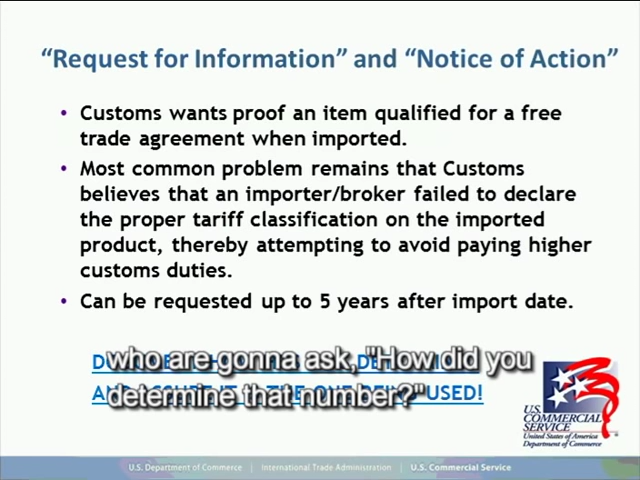 “Request for Information” and “Notice of Action”
• Customs wants proof an item qualified for a free
trade agreement when imported.
• Most common problem remains that Customs
believes that an importer/broker failed to declare
the proper tariff classification on the imported
product, thereby attempting to avoid paying higher
customs duties.
• Can be requested up to 5 years after import date.
who are gonna ask, "How did you
determine that number?"
USED!
U.S.
COMMERCIAL
SERVICE
United States of America
Department of Commerce
U.S. Department of Commerce | International Trade Administration | U.S. Commercial Service